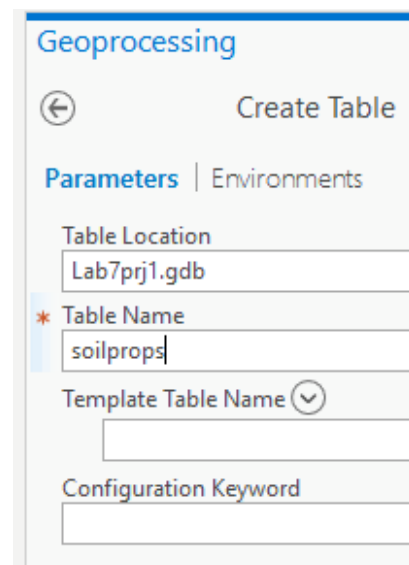 Geoprocessing
Create Table
Parameters | Environments
Table Location
Lab7prj1.gdb
* Table Name
soilprops
Template Table Name
Configuration Keyword